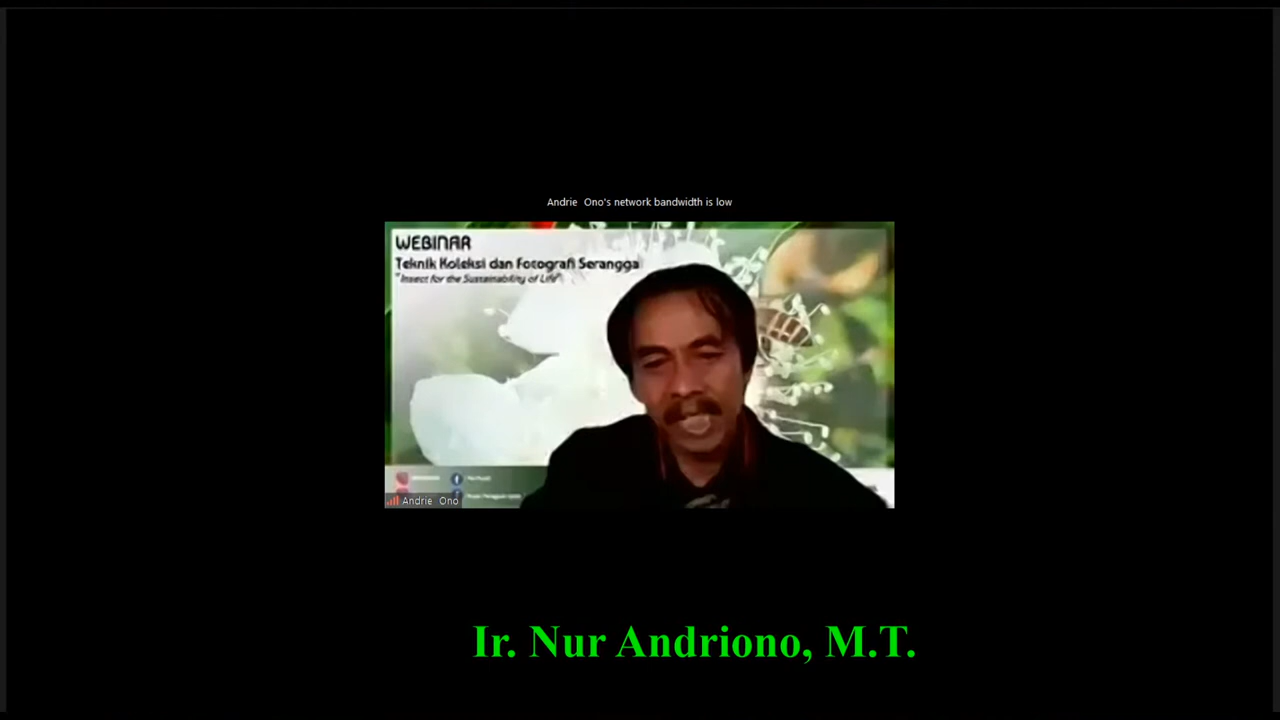 Andrie Ono's network bandwidth is low
WEBINAR
Teknik Koleksi dan Fotografi Serangga
"Insect for the Sustainability of Life"
Andrie Ono
Ir. Nur Andriono, M.T.